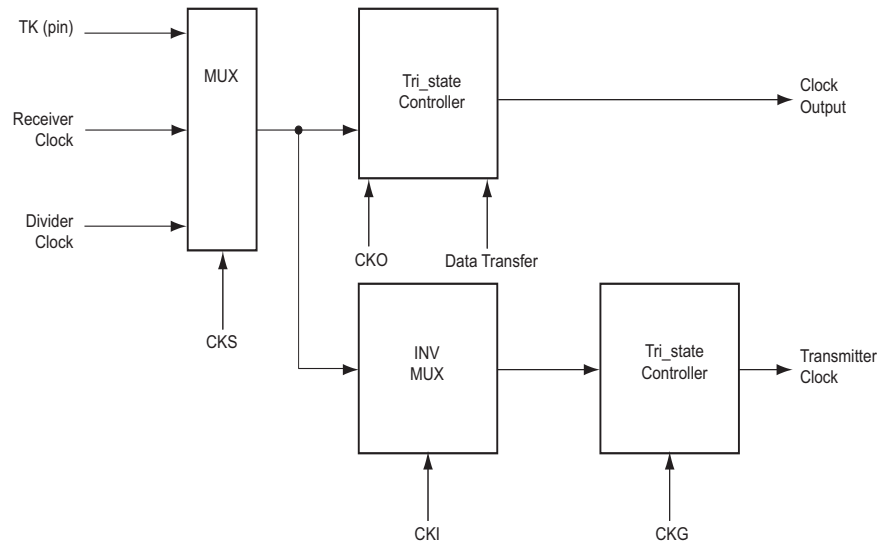 TK (pin)
MUX
Tri_state
Controller
Clock
Output
Receiver
Clock
Divider
Clock
CKO
Data Transfer
CKS
INV
MUX
Tri_state
Controller
Transmitter
Clock
CKI
CKG